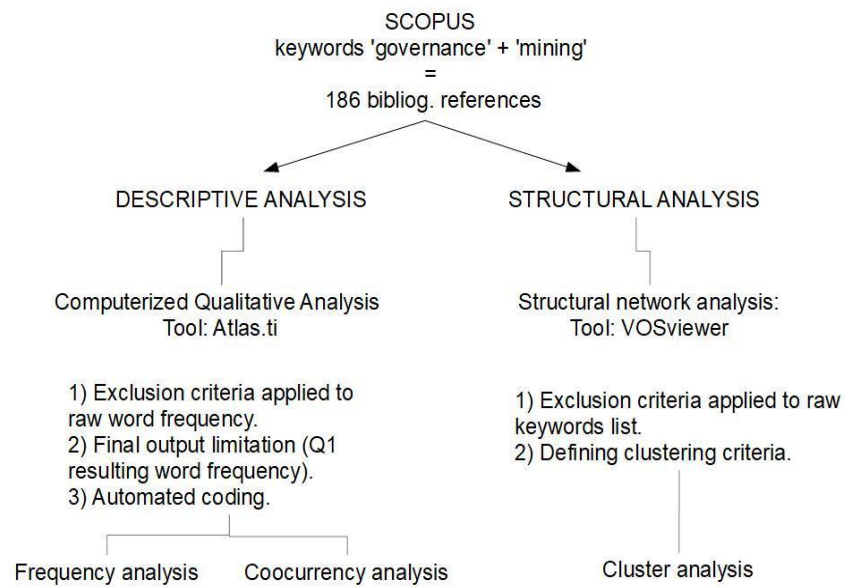 SCOPUS
keywords 'governance' + 'mining'
=
186 bibliog. references
DESCRIPTIVE ANALYSIS
STRUCTURAL ANALYSIS
Computerized Qualitative Analysis
Tool: Atlas.ti
Structural network analysis:
Tool: VOSviewer
1) Exclusion criteria applied to
raw word frequency.
2) Final output limitation (Q1
resulting word frequency).
3) Automated coding.
1) Exclusion criteria applied to raw
keywords list.
2) Defining clustering criteria.
Frequency analysis
Coocurrency analysis
Cluster analysis